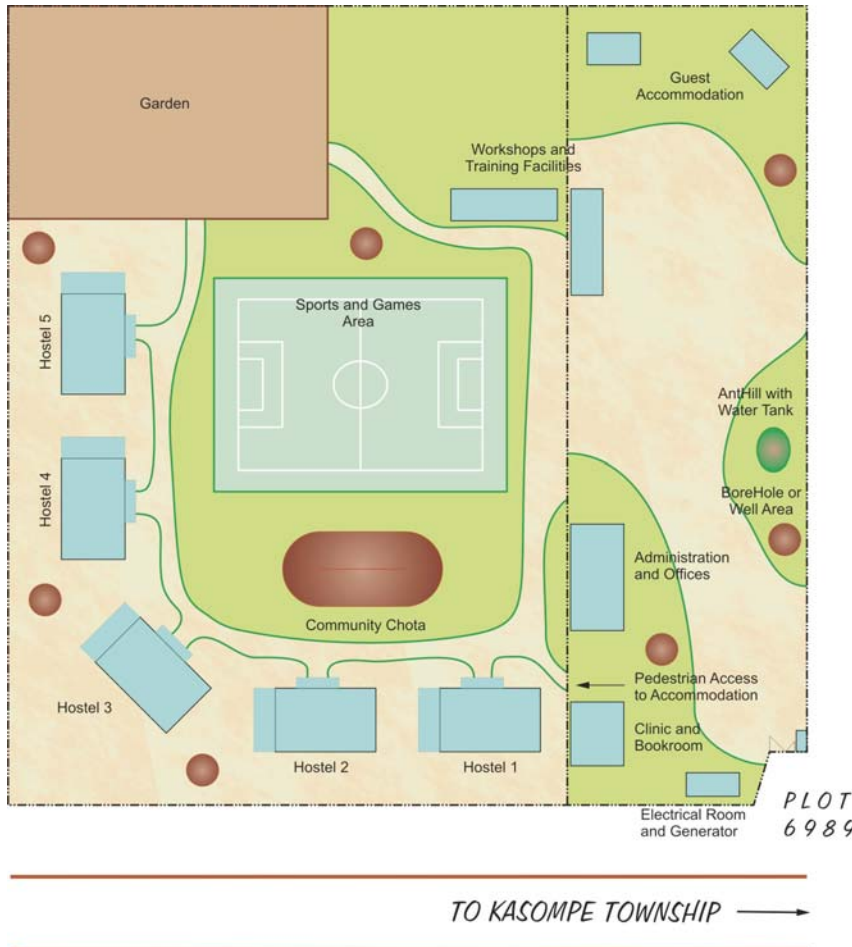 Garden
Guest
Accommodation
Workshops and
Training Facilities
Sports and Games
Area
Hostel 5
AntHill with
Water Tank
BoreHole or
Well Area
Hostel 4
Administration
and Offices
Community Chota
Pedestrian Access
to Accommodation
Hostel 3
Clinic and
Bookroom
Hostel 2
Hostel 1
Electrical Room
and Generator
PLOT
6989
TO KASOMPE TOWNSHIP